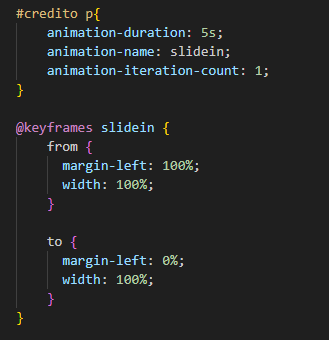 #credito p{
    animation-duration: 5s;
    animation-name: slidein;
    animation-iteration-count: 1;
}

@keyframes slidein {
    from {
      margin-left: 100%;
      width: 100%;
    }

    to {
      margin-left: 0%;
      width: 100%;
    }
}